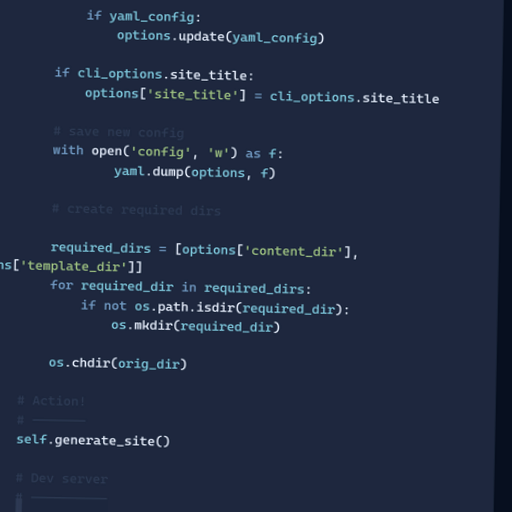 if yaml_config:
options.update(yaml_config)
if cli_options.site_title:
options['site_title'] = cli_options.site_title
# save new config
with open('config', 'w') as f:
yaml.dump(options, f)
# create required dirs
required_dirs = [options['content_dir'],
ns['template_dir']]
for required_dir in required_dirs:
if not os.path.isdir(required_dir):
os.mkdir(required_dir)
os.chdir(orig_dir)
# Action!
# ───────
self.generate_site()
# Dev server
# ──────────